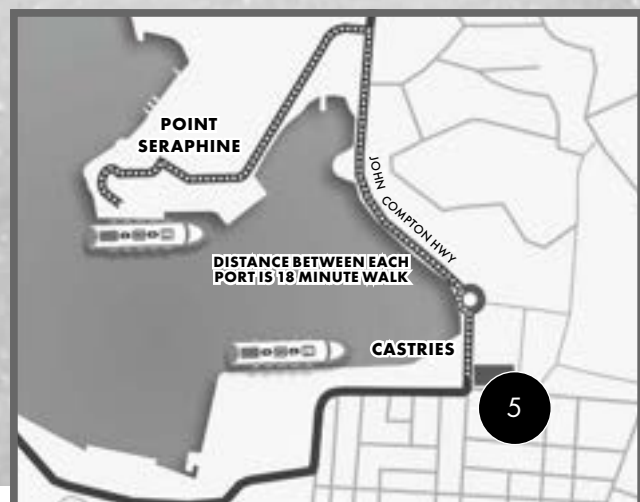 POINT
SERAPHINE
JOHN COMPTON HWY
DISTANCE BETWEEN EACH
PORT IS 18 MINUTE WALK
CASTRIES
5